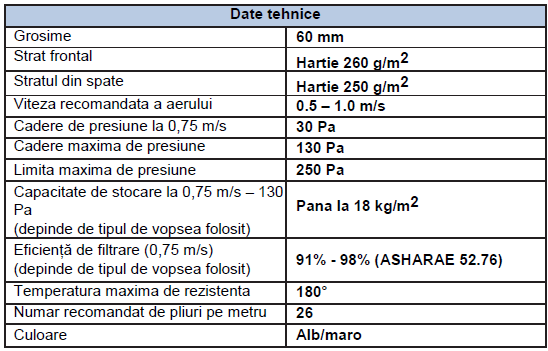 Date tehnice
Grosime 60 mm
Strat frontal Hartie 260 g/m2
Stratul din spate Hartie 250 g/m2
Viteza recomandata a aerului 0.5 – 1.0 m/s
Cadere de presiune la 0,75 m/s 30 Pa
Cadere maxima de presiune 130 Pa
Limita maxima de presiune 250 Pa
Capacitate de stocare la 0,75 m/s – 130
Pa
(depinde de tipul de vopsea folosit)
Pana la 18 kg/m2
Eficiență de filtrare (0,75 m/s)
(depinde de tipul de vopsea folosit)
91% - 98% (ASHARAE 52.76)
Temperatura maxima de rezistenta 180°
Numar recomandat de pliuri pe metru 26
Culoare Alb/maro